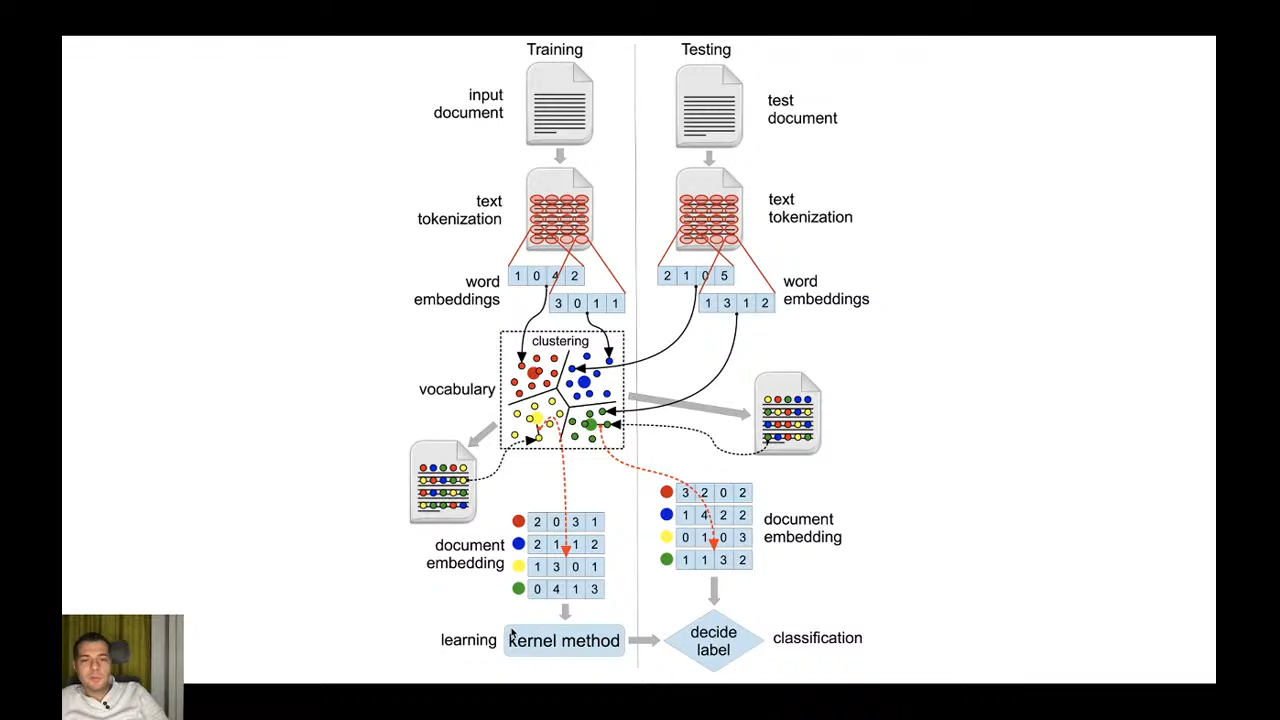 Training
Testing
input
document
test
document
text
tokenization
text
tokenization
word
embeddings
1 0 4 2
3 0 1 1
2 1 0 5
1 3 1 2
word
embeddings
clustering
vocabulary
document
embedding
2 0 3 1
2 1 1 2
1 3 0 1
0 4 1 3
3 2 0 2
1 4 2 2
0 1 0 3
1 1 3 2
document
embedding
learning
kernel method
decide
label
classification